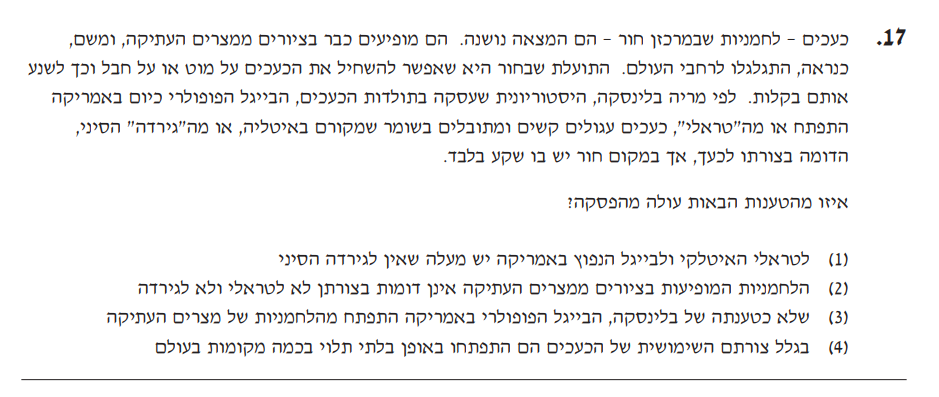 17. כעכים – לחמניות שבמרכזן חור – הם המצאה נושנה. הם מופיעים כבר בציורים ממצרים העתיקה, ומשם,
כנראה, התגלגלו לרחבי העולם. התועלת שבחור היא שאפשר להשחיל את הכעכים על מוט או על חבל וכך לשנע
אותם בקלות. לפי מריה בלינסקה, היסטוריונית שעסקה בתולדות הכעכים, הבייגל הפופולרי כיום באמריקה
התפתח או מה"טראלי", כעכים עגולים קשים ומתובלים בשומר שמקורם באיטליה, או מה"גירדה" הסיני,
הדומה בצורתו לכעך, אך במקום חור יש בו שקע בלבד.
איזו מהטענות הבאות עולה מהפסקה?
(1) לטראלי האיטלקי ולבייגל הנפוץ באמריקה יש מעלה שאין לגירדה הסיני
(2) הלחמניות המופיעות בציורים ממצרים העתיקה אינן דומות בצורתן לא לטראלי ולא לגירדה
(3) שלא כטענתה של בלינסקה, הבייגל הפופולרי באמריקה התפתח מהלחמניות של מצרים העתיקה
(4) בגלל צורתם השימושית של הכעכים הם התפתחו באופן בלתי תלוי בכמה מקומות בעולם